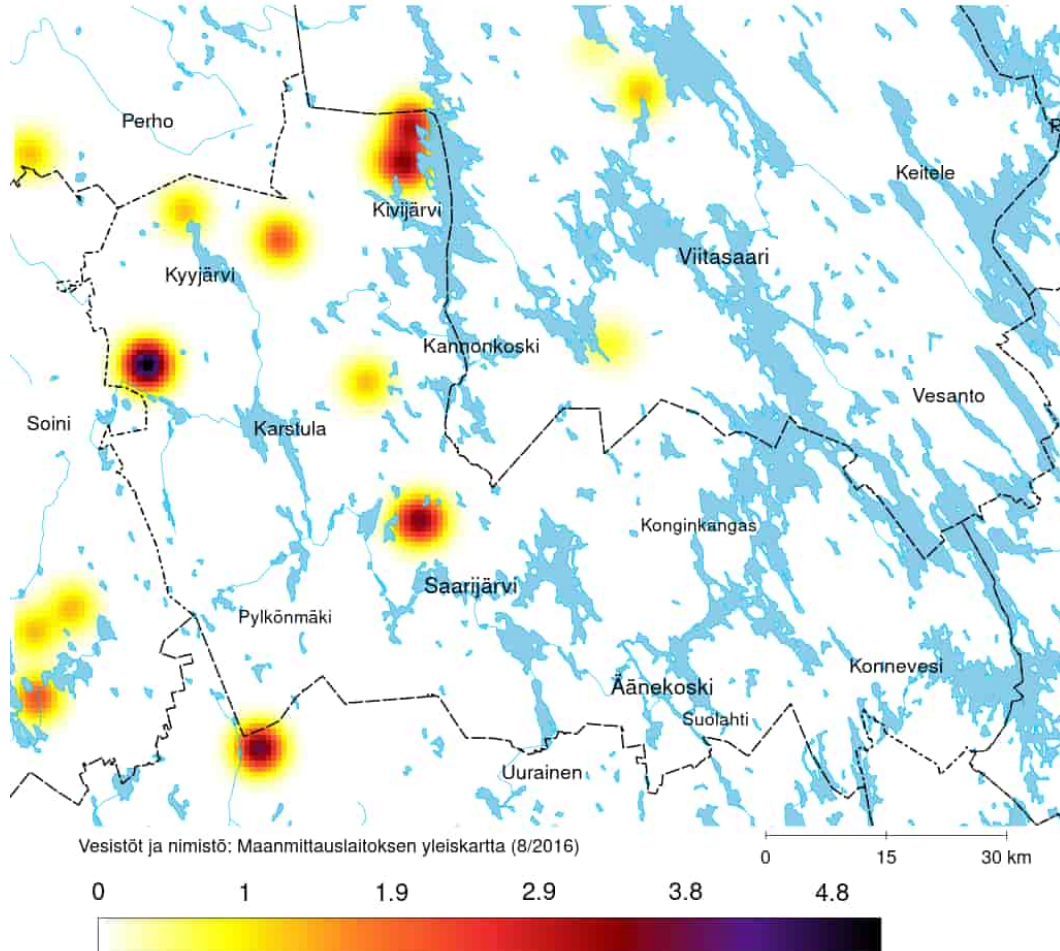 Perho
Keitele
Kivijärvi
Viitasaari
Kyyjärvi
Kannonkoski
Vesanto
Soini
Karstula
Konginkangas
Saarijärvi
Pylkönmäki
Konnevesi
Äänekoski
Suolahti
Uurainen
Vesistöt ja nimistö: Maanmittauslaitoksen yleiskartta (8/2016)
0 15 30 km
0 1 1.9 2.9 3.8 4.8